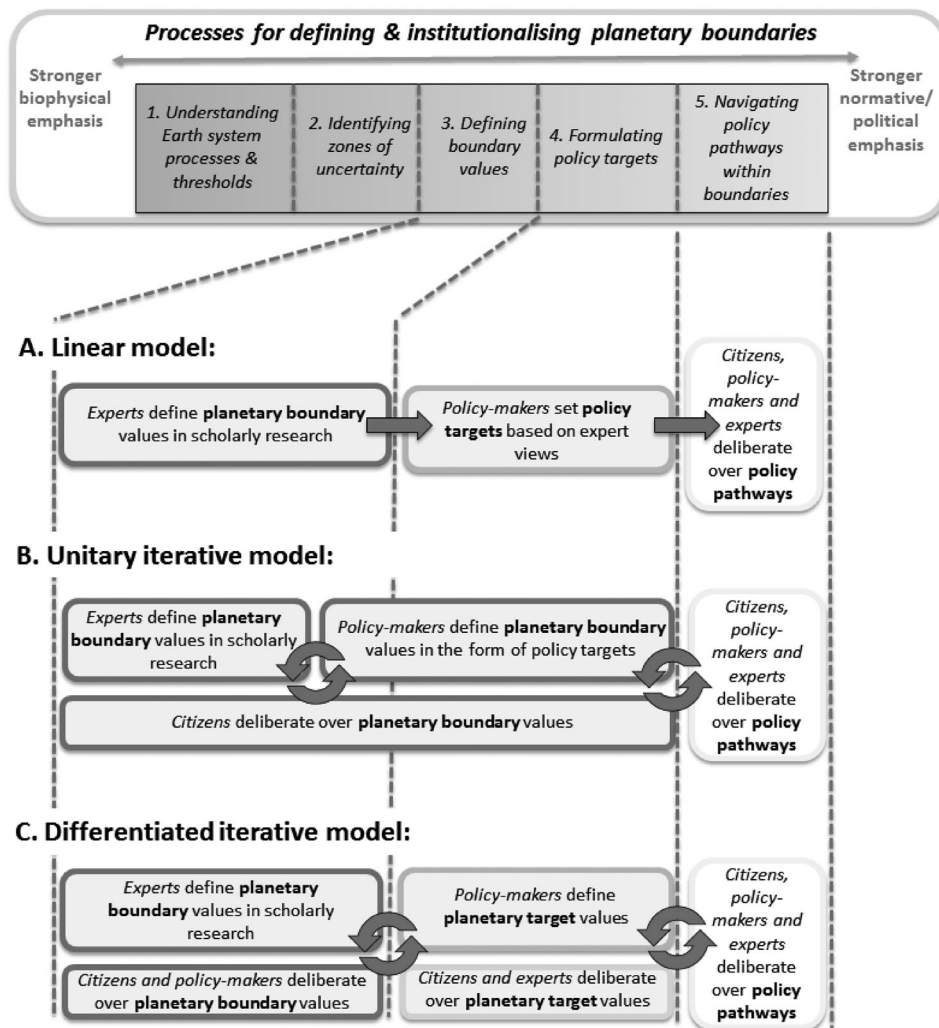 Processes for defining & institutionalising planetary boundaries
Stronger
biophysical
emphasis
1. Understanding
Earth system
processes &
thresholds
2. Identifying
zones of
uncertainty
3. Defining
boundary
values
4. Formulating
policy targets
5. Navigating
policy
pathways
within
boundaries
Stronger
normative/
political
emphasis
A. Linear model:
Experts define planetary boundary
values in scholarly research
Policy-makers set policy
targets based on expert
views
Citizens,
policy-
makers and
experts
deliberate
over policy
pathways
B. Unitary iterative model:
Experts define planetary
boundary values in scholarly
research
Policy-makers define planetary boundary
values in the form of policy targets
Citizens deliberate over planetary boundary values
Citizens,
policy-
makers and
experts
deliberate
over policy
pathways
C. Differentiated iterative model:
Experts define planetary
boundary values in scholarly
research
Policy-makers define
planetary target values
Citizens and policy-makers deliberate
over planetary boundary values
Citizens and experts deliberate
over planetary target values
Citizens,
policy-
makers and
experts
deliberate
over policy
pathways